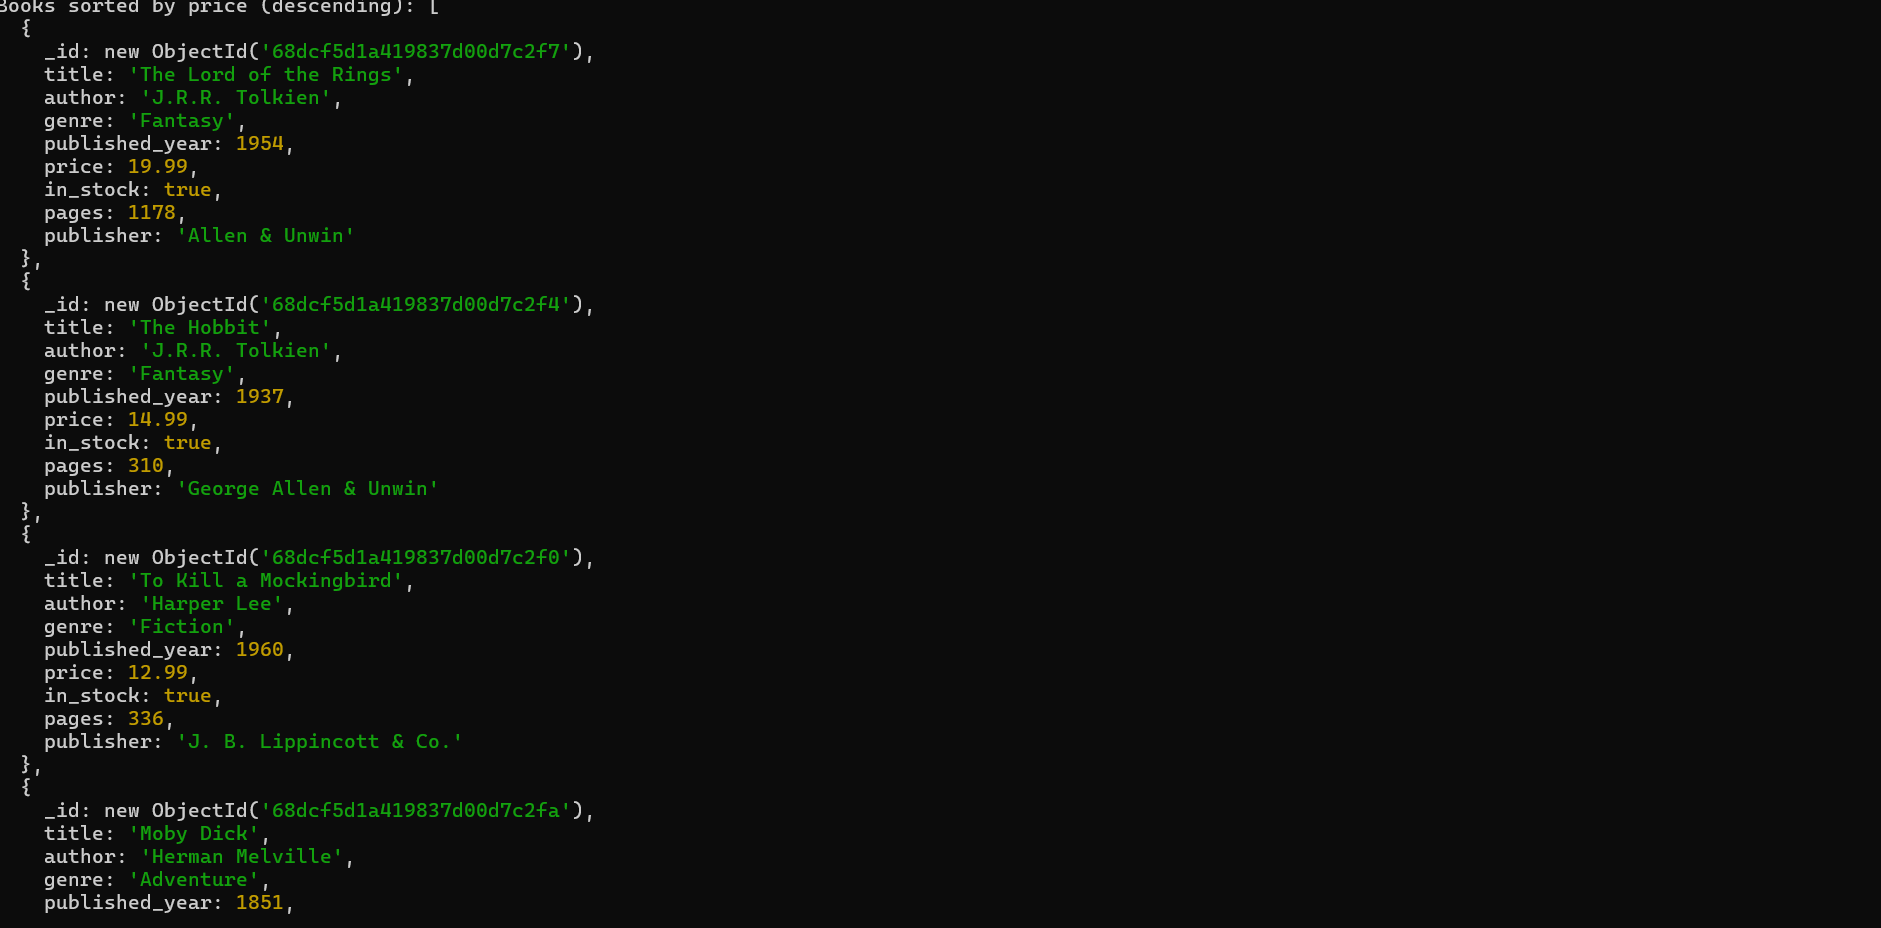 Books sorted by price (descending): [
  {
    _id: new ObjectId('68dcf5d1a419837d00d7c2f7'),
    title: 'The Lord of the Rings',
    author: 'J.R.R. Tolkien',
    genre: 'Fantasy',
    published_year: 1954,
    price: 19.99,
    in_stock: true,
    pages: 1178,
    publisher: 'Allen & Unwin'
  },
  {
    _id: new ObjectId('68dcf5d1a419837d00d7c2f4'),
    title: 'The Hobbit',
    author: 'J.R.R. Tolkien',
    genre: 'Fantasy',
    published_year: 1937,
    price: 14.99,
    in_stock: true,
    pages: 310,
    publisher: 'George Allen & Unwin'
  },
  {
    _id: new ObjectId('68dcf5d1a419837d00d7c2f0'),
    title: 'To Kill a Mockingbird',
    author: 'Harper Lee',
    genre: 'Fiction',
    published_year: 1960,
    price: 12.99,
    in_stock: true,
    pages: 336,
    publisher: 'J. B. Lippincott & Co.'
  },
  {
    _id: new ObjectId('68dcf5d1a419837d00d7c2fa'),
    title: 'Moby Dick',
    author: 'Herman Melville',
    genre: 'Adventure',
    published_year: 1851,